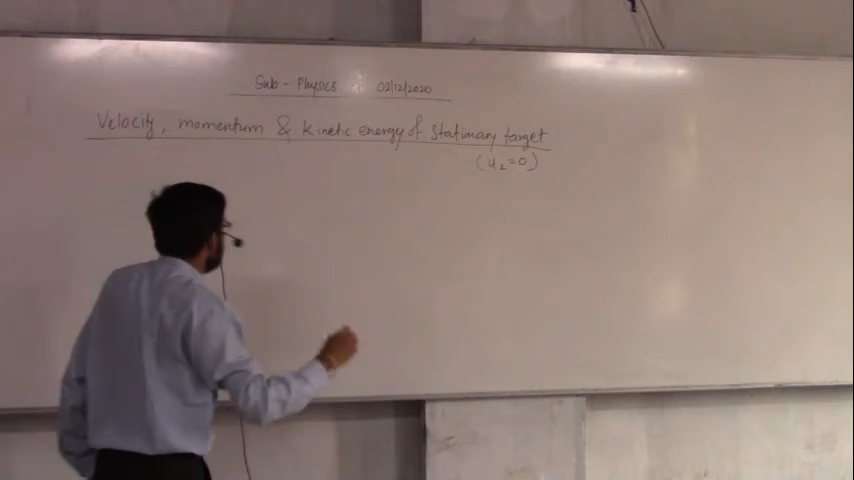 Sub - Physics 02/12/2020
Velocity, momentum & kinetic energy of stationary target
(u₂=0)